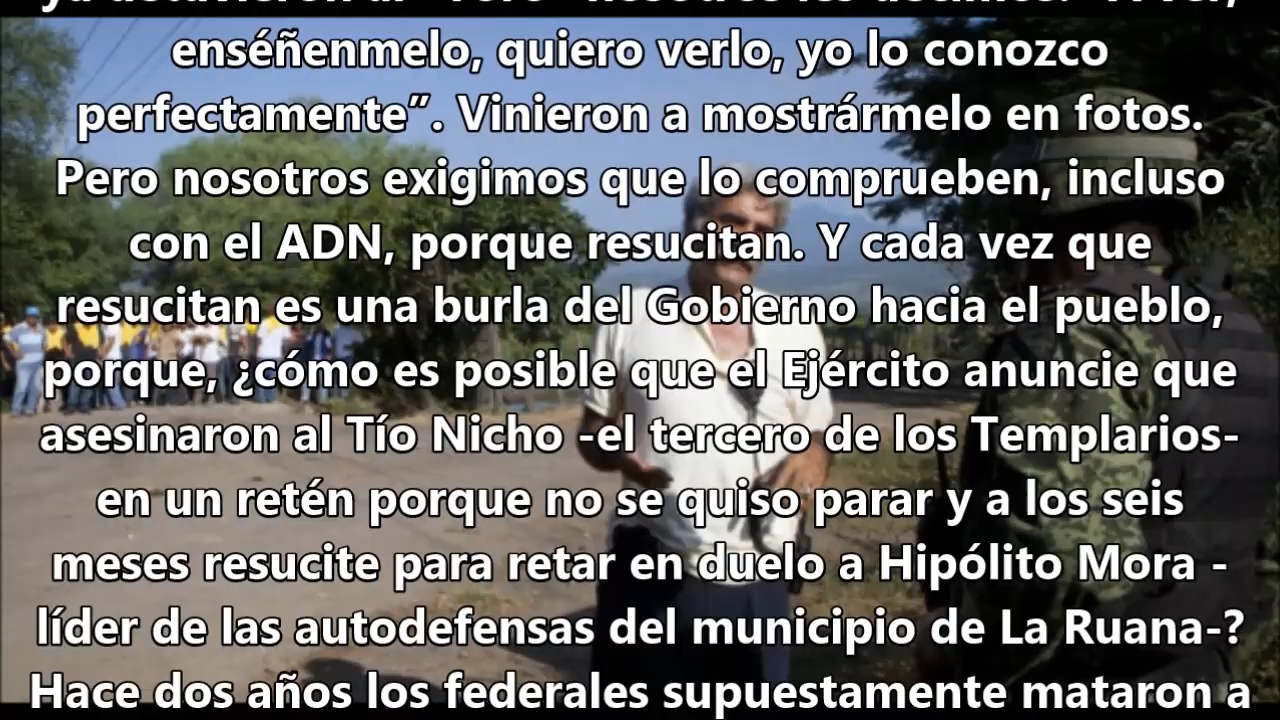 enséñenmelo, quiero verlo, yo lo conozco
perfectamente”. Vinieron a mostrármelo en fotos.
Pero nosotros exigimos que lo comprueben, incluso
con el ADN, porque resucitan. Y cada vez que
resucitan es una burla del Gobierno hacia el pueblo,
porque, ¿cómo es posible que el Ejército anuncie que
asesinaron al Tío Nicho -el tercero de los Templarios-
en un retén porque no se quiso parar y a los seis
meses resucite para retar en duelo a Hipólito Mora -
líder de las autodefensas del municipio de La Ruana-?
Hace dos años los federales supuestamente mataron a